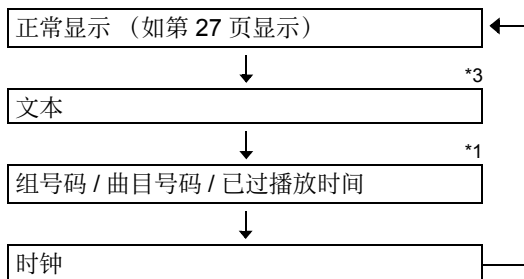 正常显示 （如第 27 页显示）
*3
文本
*1
组号码 / 曲目号码 / 已过播放时间
时钟